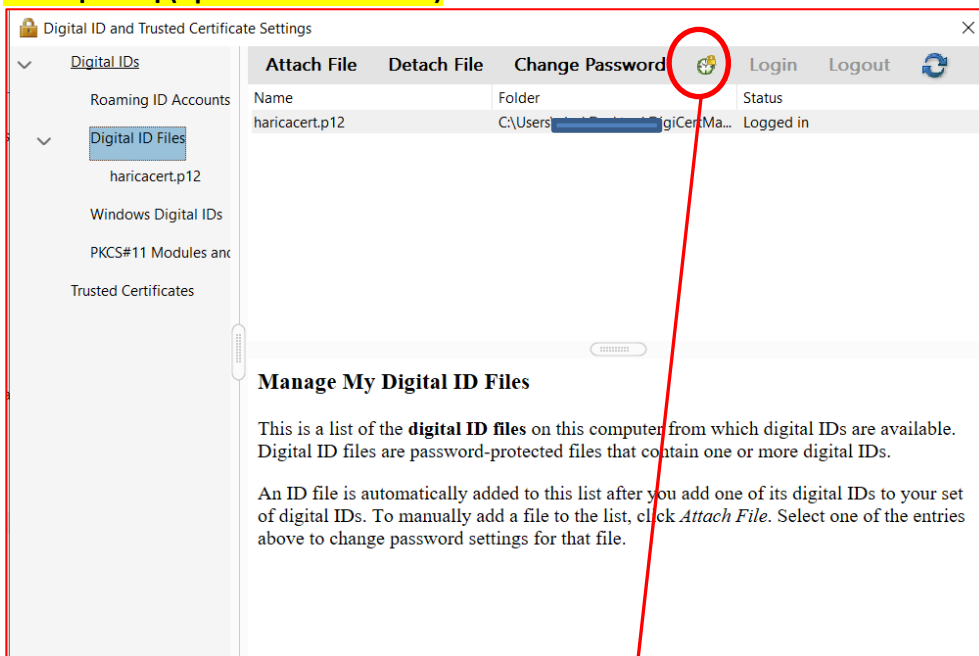 Digital ID and Trusted Certificate Settings
Digital IDs
Roaming ID Accounts
Digital ID Files
haricacert.p12
Windows Digital IDs
PKCS#11 Modules and
Trusted Certificates
Attach File Detach File Change Password Login Logout
Name Folder Status
haricacert.p12 C:\Users\ giCertMa... Logged in
Manage My Digital ID Files
This is a list of the digital ID files on this computer from which digital IDs are available.
Digital ID files are password-protected files that contain one or more digital IDs.
An ID file is automatically added to this list after you add one of its digital IDs to your set
of digital IDs. To manually add a file to the list, click Attach File. Select one of the entries
above to change password settings for that file.